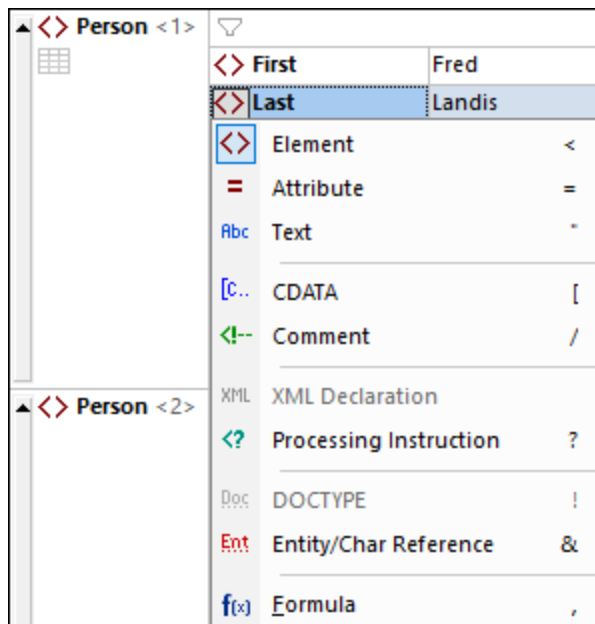 <> Person <1>
<> First Fred
<> Last Landis
<> Element <
= Attribute =
Abc Text "
[C.. CDATA [
<!-- Comment /
XML XML Declaration
<> Person <2>
<? Processing Instruction ?
Doc DOCTYPE !
Ent Entity/Char Reference &
f(x) Formula ,